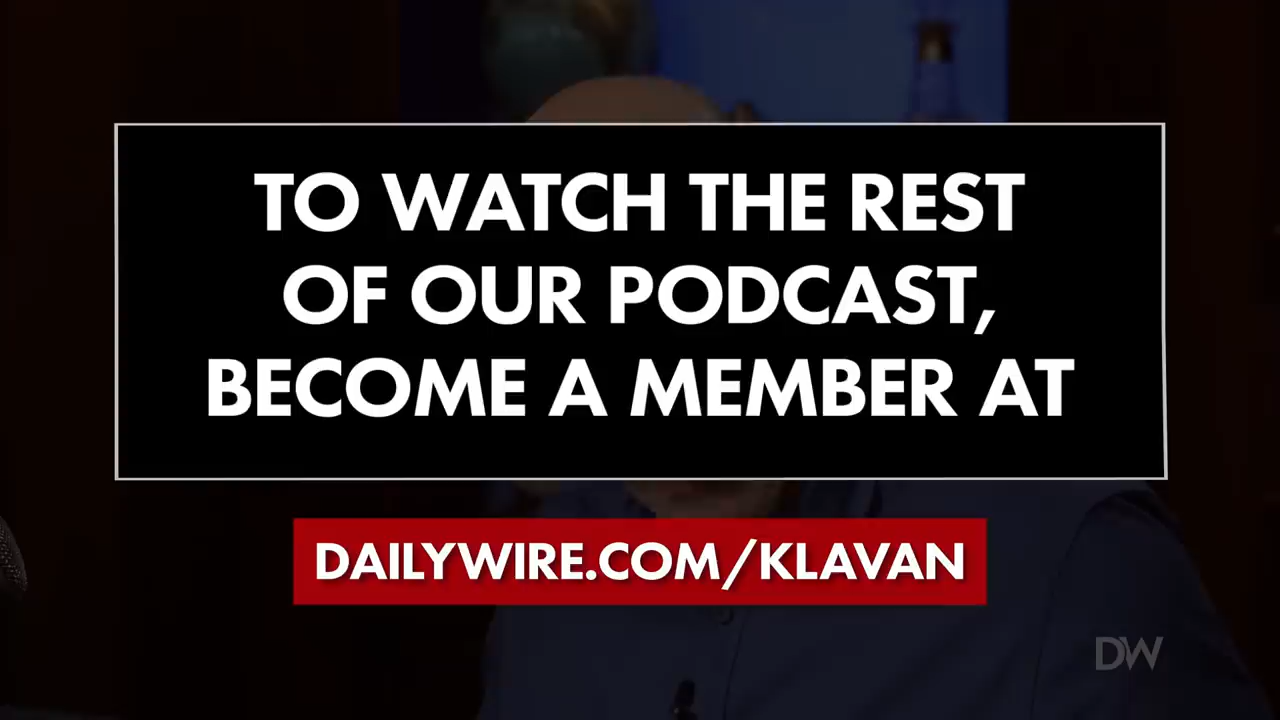 TO WATCH THE REST
OF OUR PODCAST,
BECOME A MEMBER AT
DAILYWIRE.COM/KLAVAN
DW